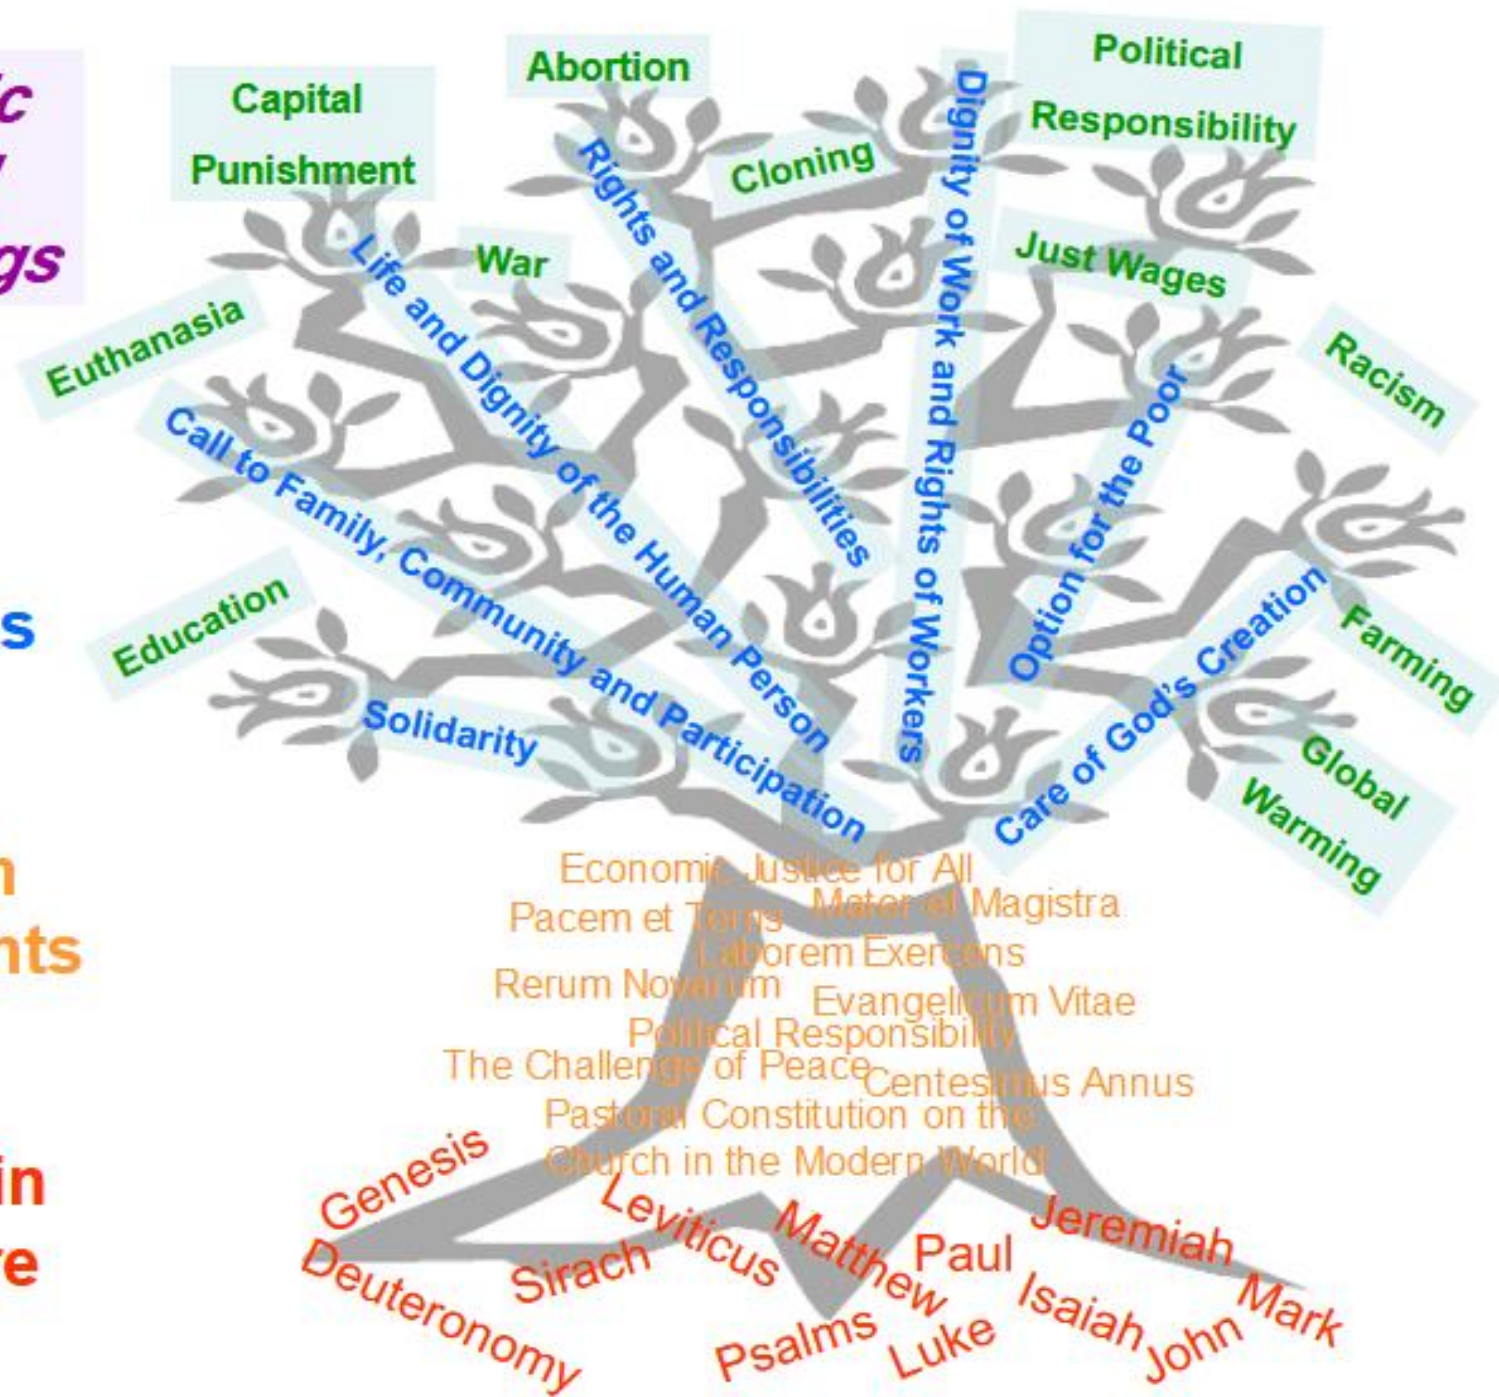 Capital
Punishment
Abortion
Political
Responsibility
Cloning
War
Just Wages
Euthanasia
Racism
Education
Farming
Global
Warming
Life and Dignity of the Human Person
Rights and Responsibilities
Dignity of Work and Rights of Workers
Call to Family, Community and Participation
Option for the Poor
Care of God's Creation
Solidarity
gs
s
nts
in
Economic Justice for All
Pacem et Terris
Mater et Magistra
Laborem Exercens
Rerum Novarum
Evangelicum Vitae
Political Responsibility
The Challenge of Peace
Centesimus Annus
Pastoral Constitution on the
Church in the Modern World
Genesis
Deuteronomy
Sirach
Leviticus
Matthew
Psalms
Paul
Luke
Jeremiah
Isaiah
John
Mark